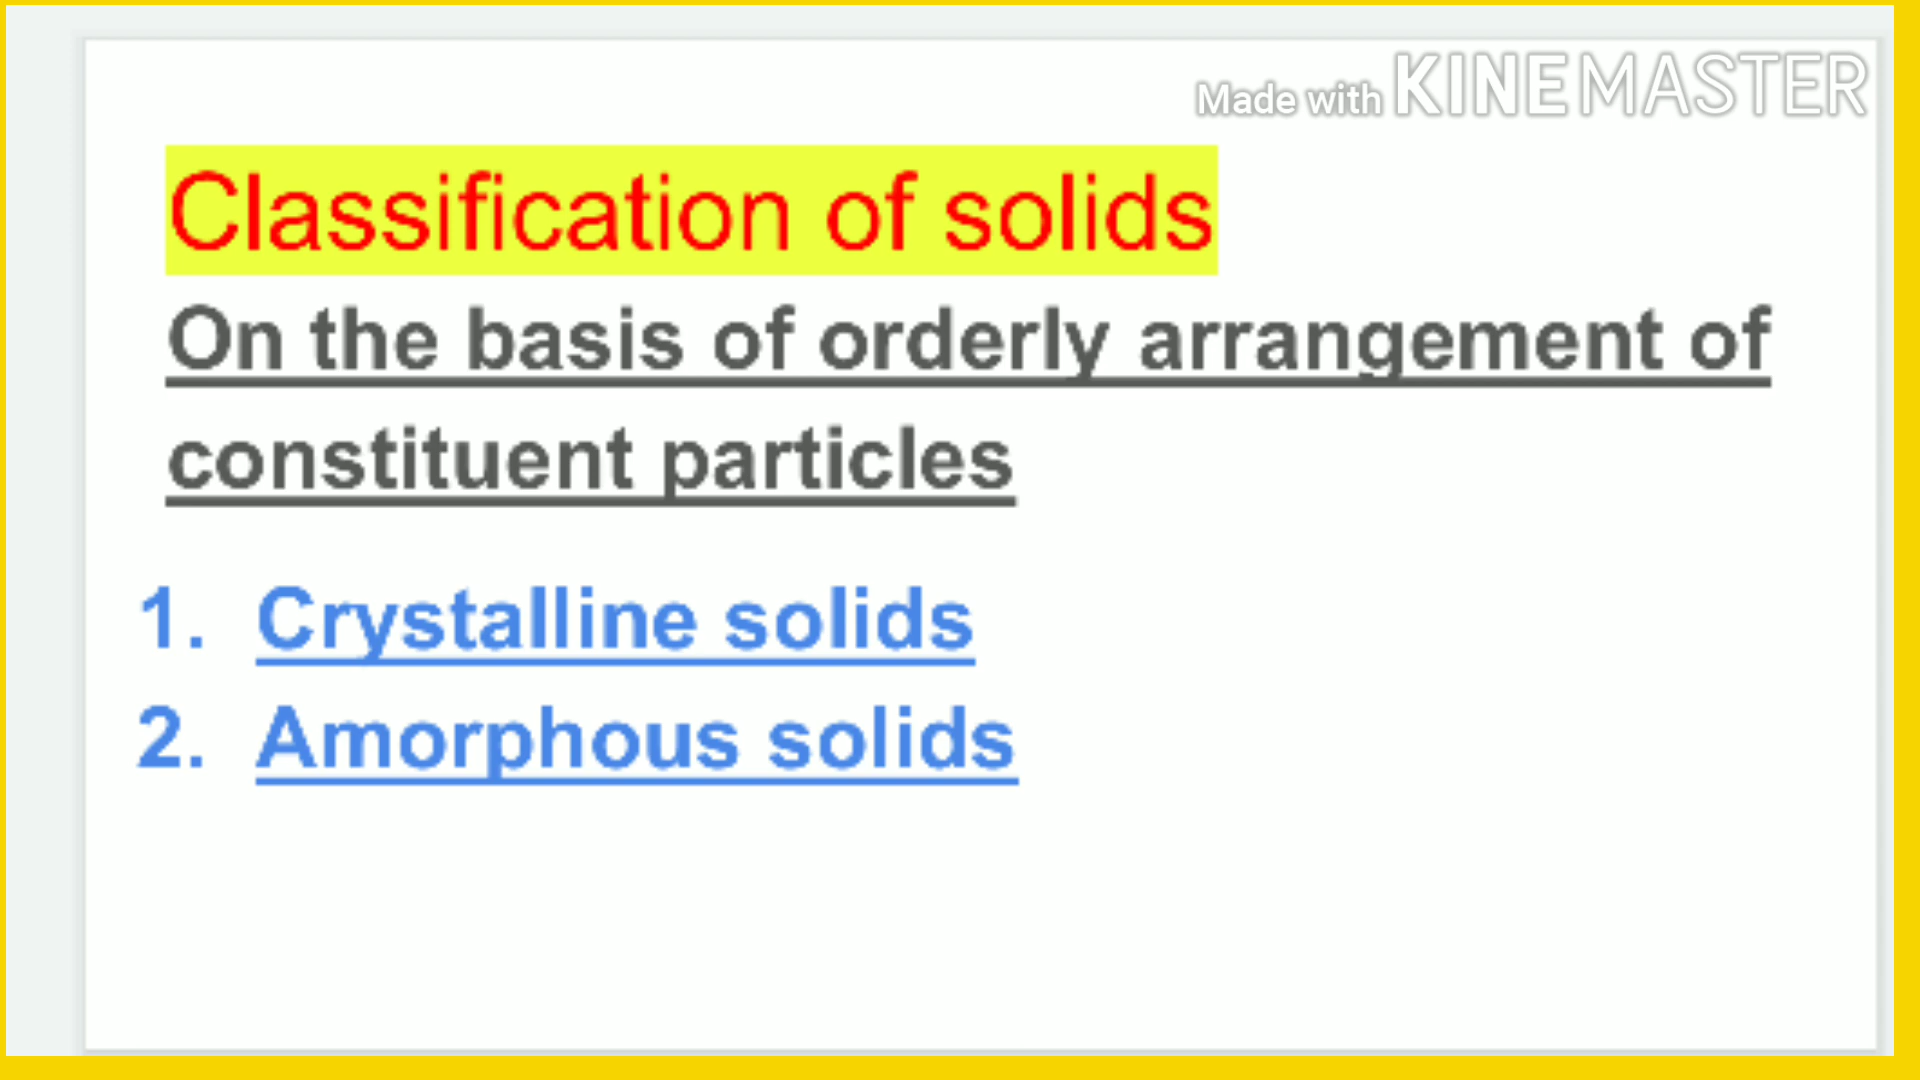 Made with KINEMASTER
Classification of solids
On the basis of orderly arrangement of
constituent particles
1. Crystalline solids
2. Amorphous solids